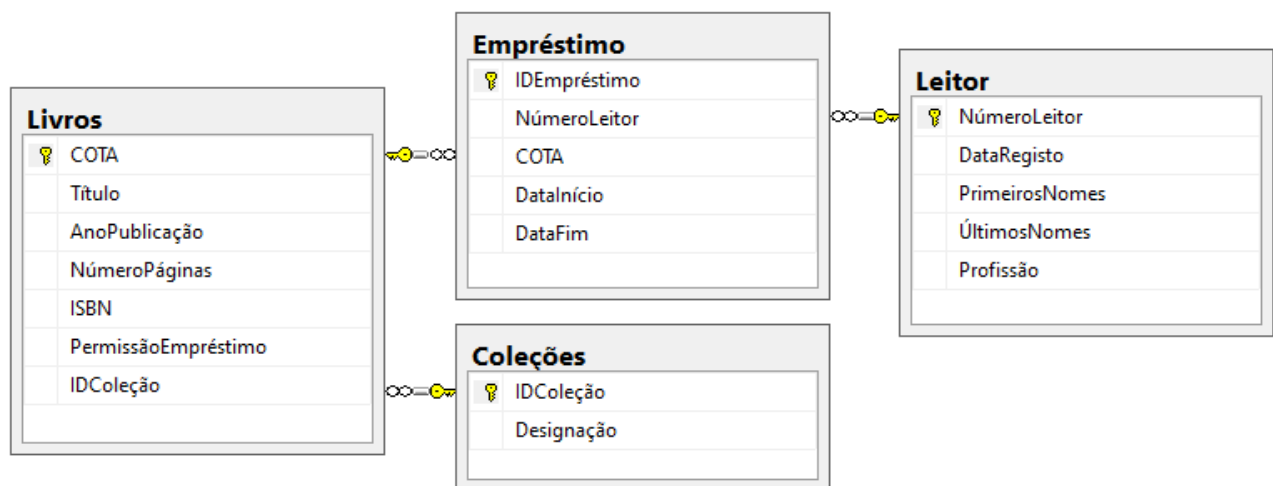 Livros
COTA
Título
AnoPublicação
NúmeroPáginas
ISBN
PermissãoEmpréstimo
IDColeção
Empréstimo
IDEmpréstimo
NúmeroLeitor
COTA
DataInício
DataFim
Coleções
IDColeção
Designação
Leitor
NúmeroLeitor
DataRegisto
PrimeirosNomes
ÚltimosNomes
Profissão